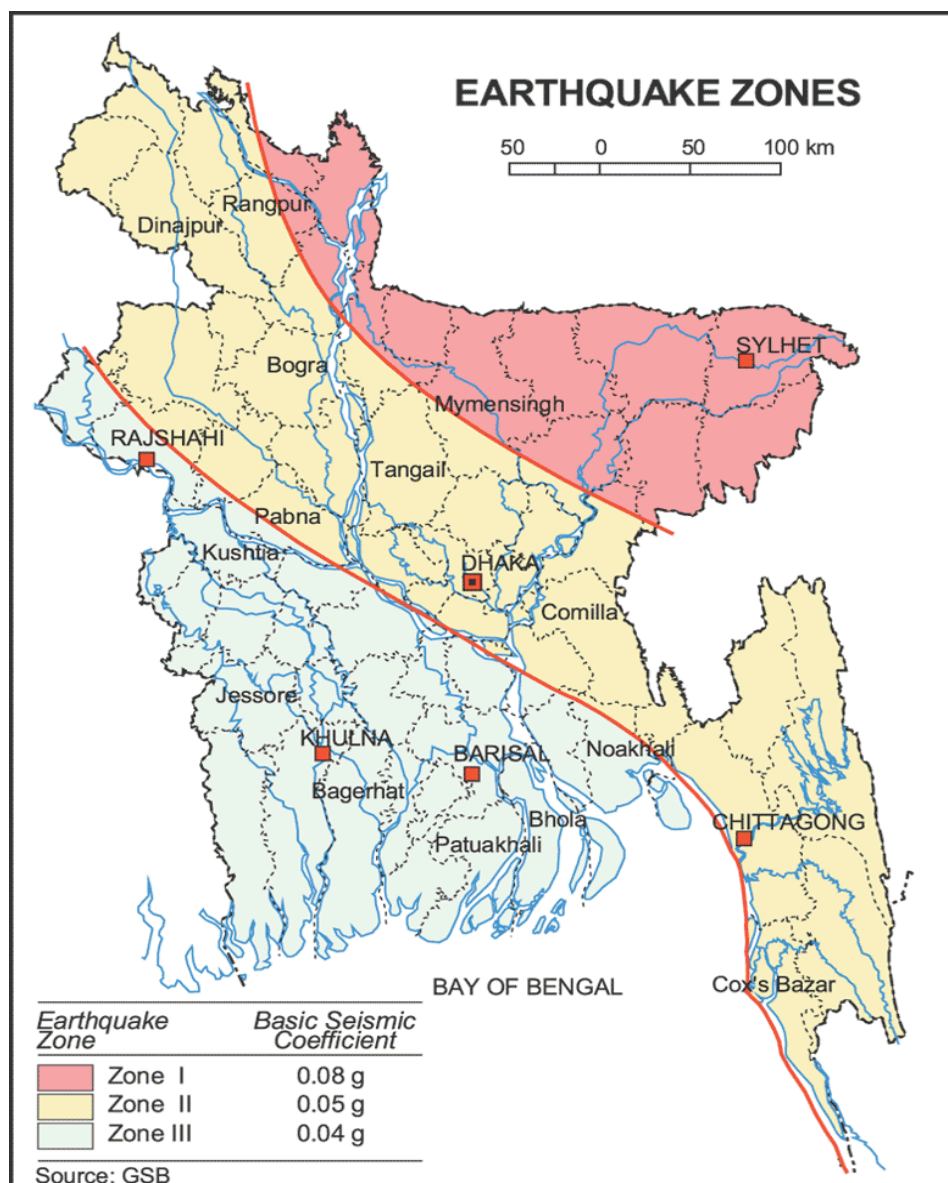 EARTHQUAKE ZONES
50 0 50 100 km
Rangpur
Dinajpur
SYLHET
Bogra
Mymensingh
RAJSHAHI
Tangail
Pabna
Kushtia
DHAKA
Comilla
Jessore
KHULNA
BARISAL
Noakhali
Bagerhat
Bhola
CHITTAGONG
Patuakhali
Cox's Bazar
BAY OF BENGAL
Earthquake Zone
Basic Seismic Coefficient
Zone I 0.08 g
Zone II 0.05 g
Zone III 0.04 g
Source: GSB